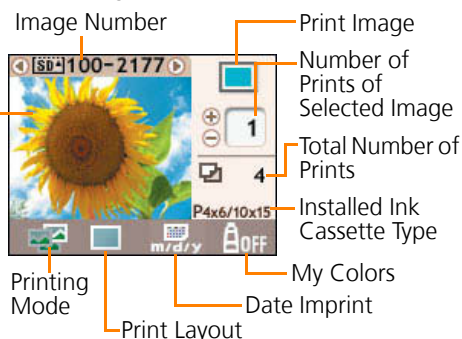 Image Number
Print Image
SD 100-2177
Number of
Prints of
Selected Image
1
Total Number of
Prints
4
P4x6/10x15
Installed Ink
Cassette Type
m/d/y
OFF
My Colors
Printing
Mode
Date Imprint
Print Layout